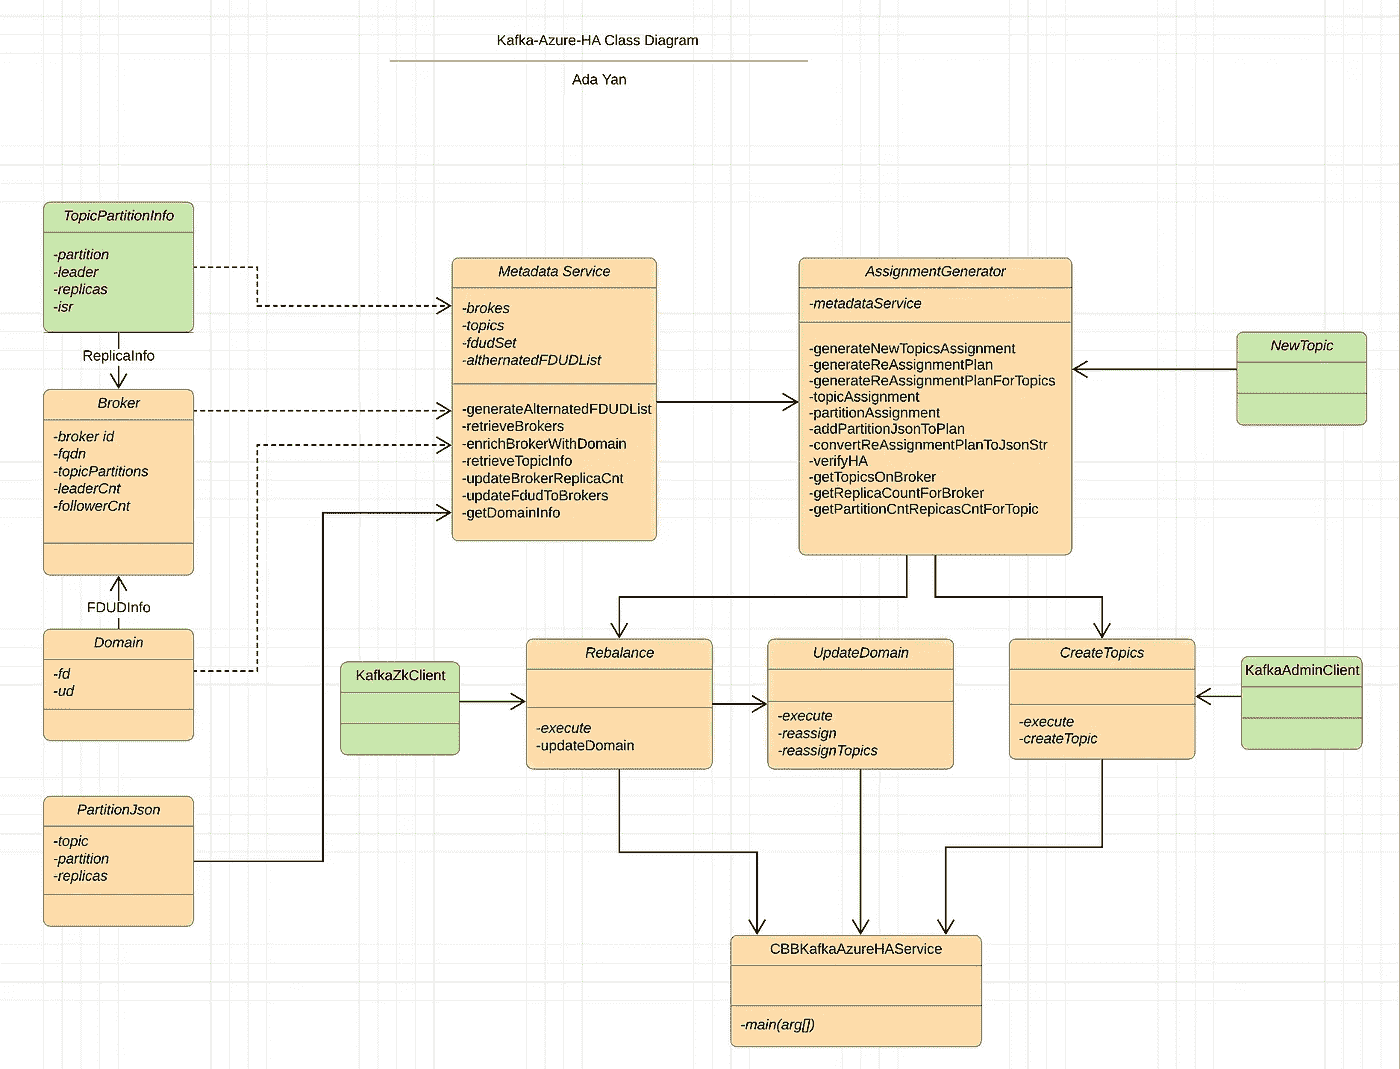 Kafka-Azure-HA Class Diagram
Ada Yan
TopicPartitionInfo
-partition
-leader
-replicas
-isr
ReplicaInfo
Broker
-broker id
-fqdn
-topicPartitions
-leaderCnt
-followerCnt
FDUDInfo
Domain
-fd
-ud
PartitionJson
-topic
-partition
-replicas
Metadata Service
-brokes
-topics
-fdudSet
-althernatedFDUDList
-generateAlternatedFDUDList
-retrieveBrokers
-enrichBrokerWithDomain
-retrieveTopicInfo
-updateBrokerReplicaCnt
-updateFdudToBrokers
-getDomainInfo
AssignmentGenerator
-metadataService
-generateNewTopicsAssignment
-generateReAssignmentPlan
-generateReAssignmentPlanForTopics
-topicAssignment
-partitionAssignment
-addPartitionJsonToPlan
-convertReAssignmentPlanToJsonStr
-verifyHA
-getTopicsOnBroker
-getReplicaCountForBroker
-getPartitionCntRepicasCntForTopic
NewTopic
KafkaZkClient
Rebalance
-execute
-updateDomain
UpdateDomain
-execute
-reassign
-reassignTopics
CreateTopics
-execute
-createTopic
KafkaAdminClient
CBBKafkaAzureHAService
-main(arg[])